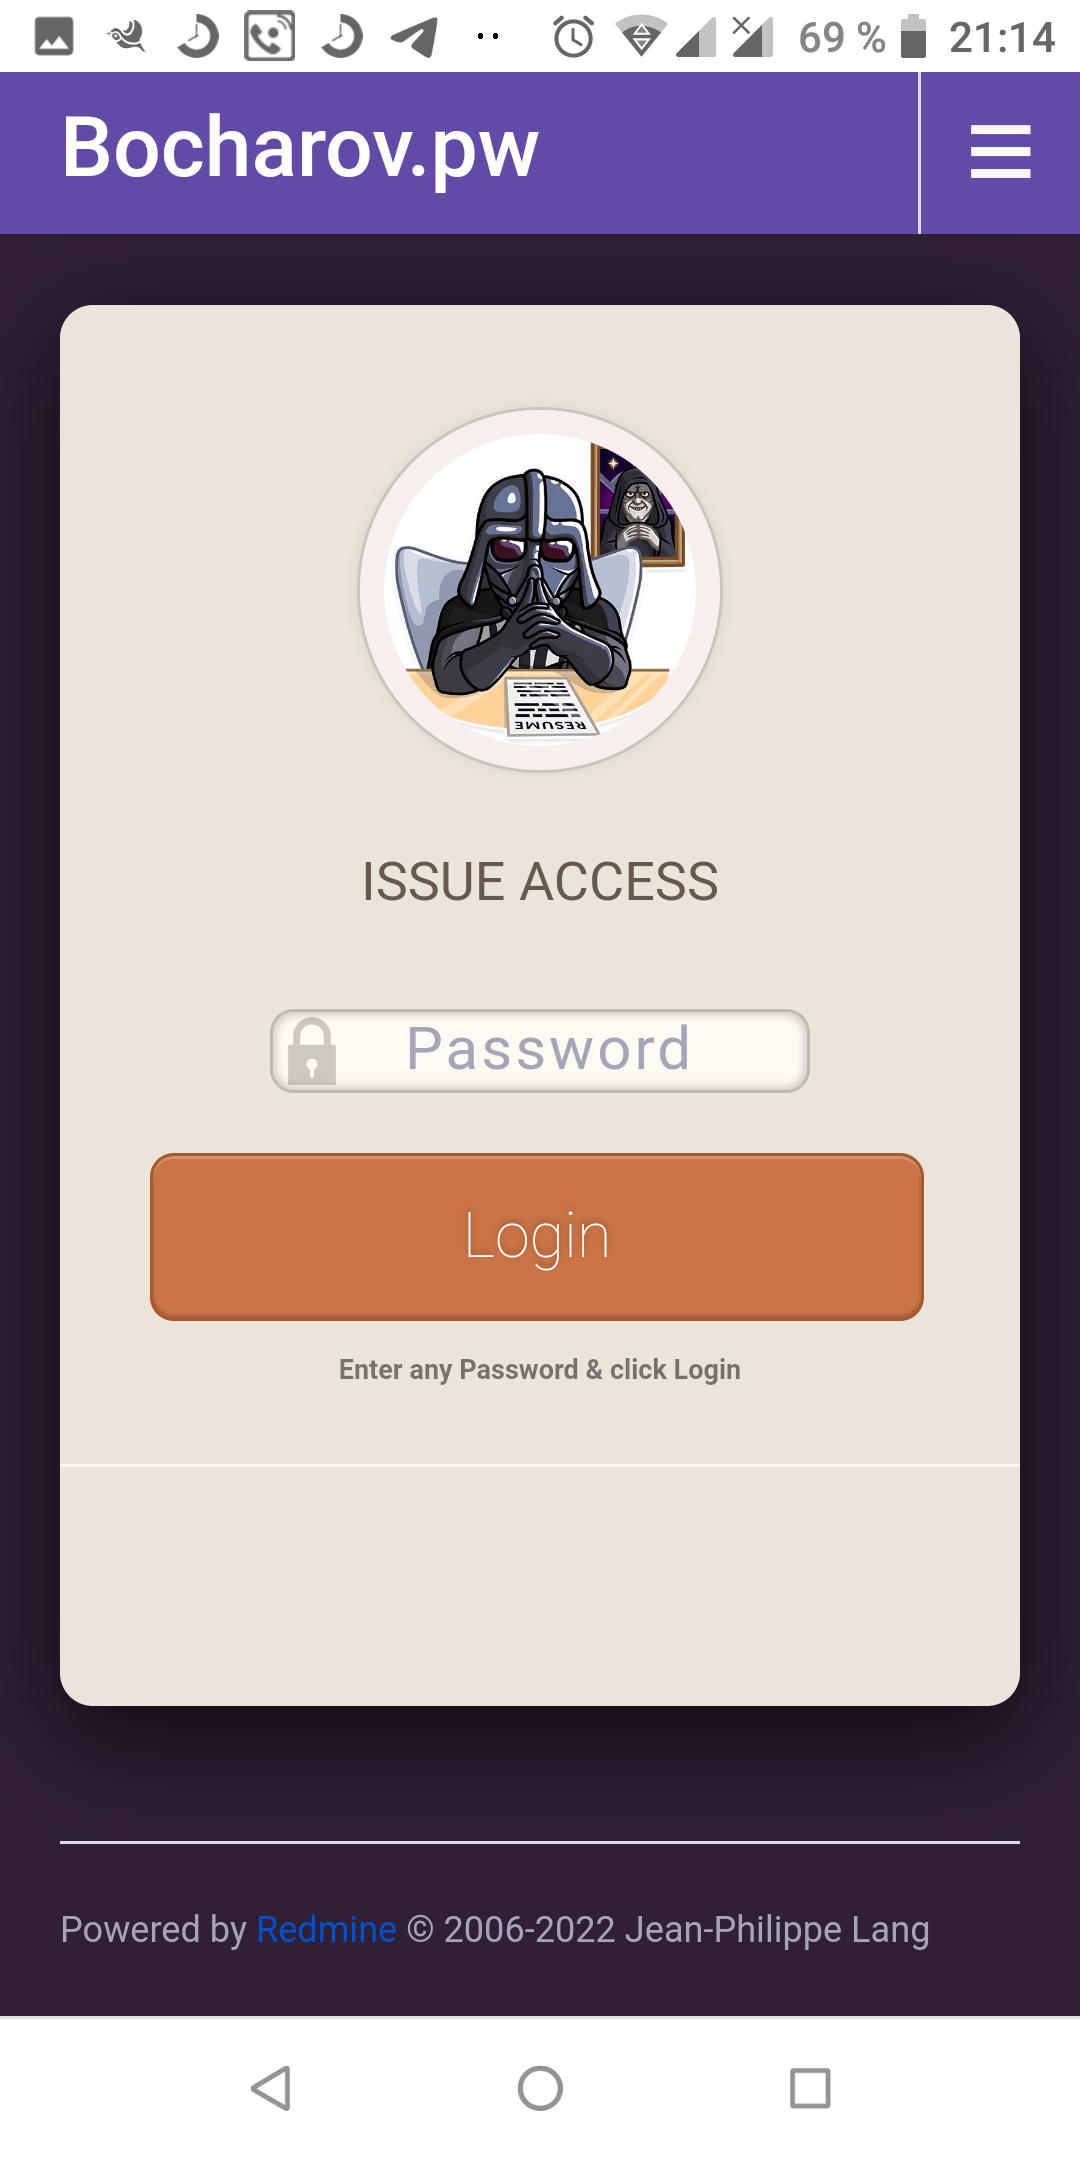 69 % 21:14
Bocharov.pw
RESUME
ISSUE ACCESS
Password
Login
Enter any Password & click Login
Powered by Redmine © 2006-2022 Jean-Philippe Lang